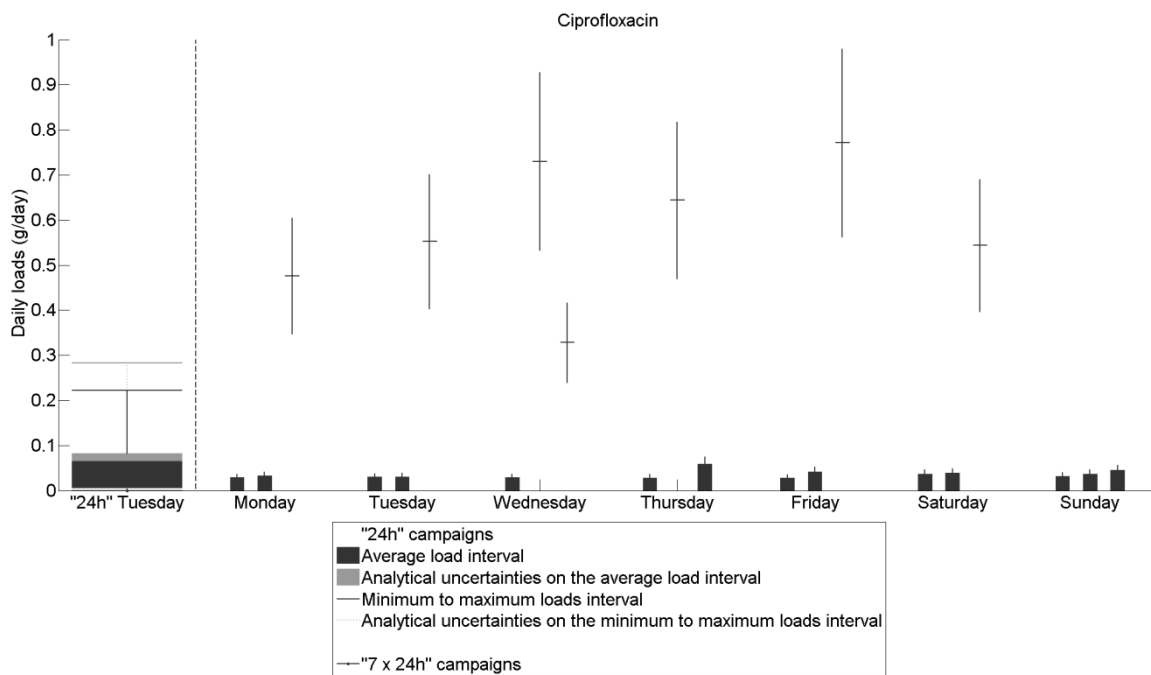 Ciprofloxacin
Daily loads (g/day)
1
0.9
0.8
0.7
0.6
0.5
0.4
0.3
0.2
0.1
0
"24h" Tuesday Monday Tuesday Wednesday Thursday Friday Saturday Sunday
"24h" campaigns
Average load interval
Analytical uncertainties on the average load interval
Minimum to maximum loads interval
Analytical uncertainties on the minimum to maximum loads interval
"7 x 24h" campaigns